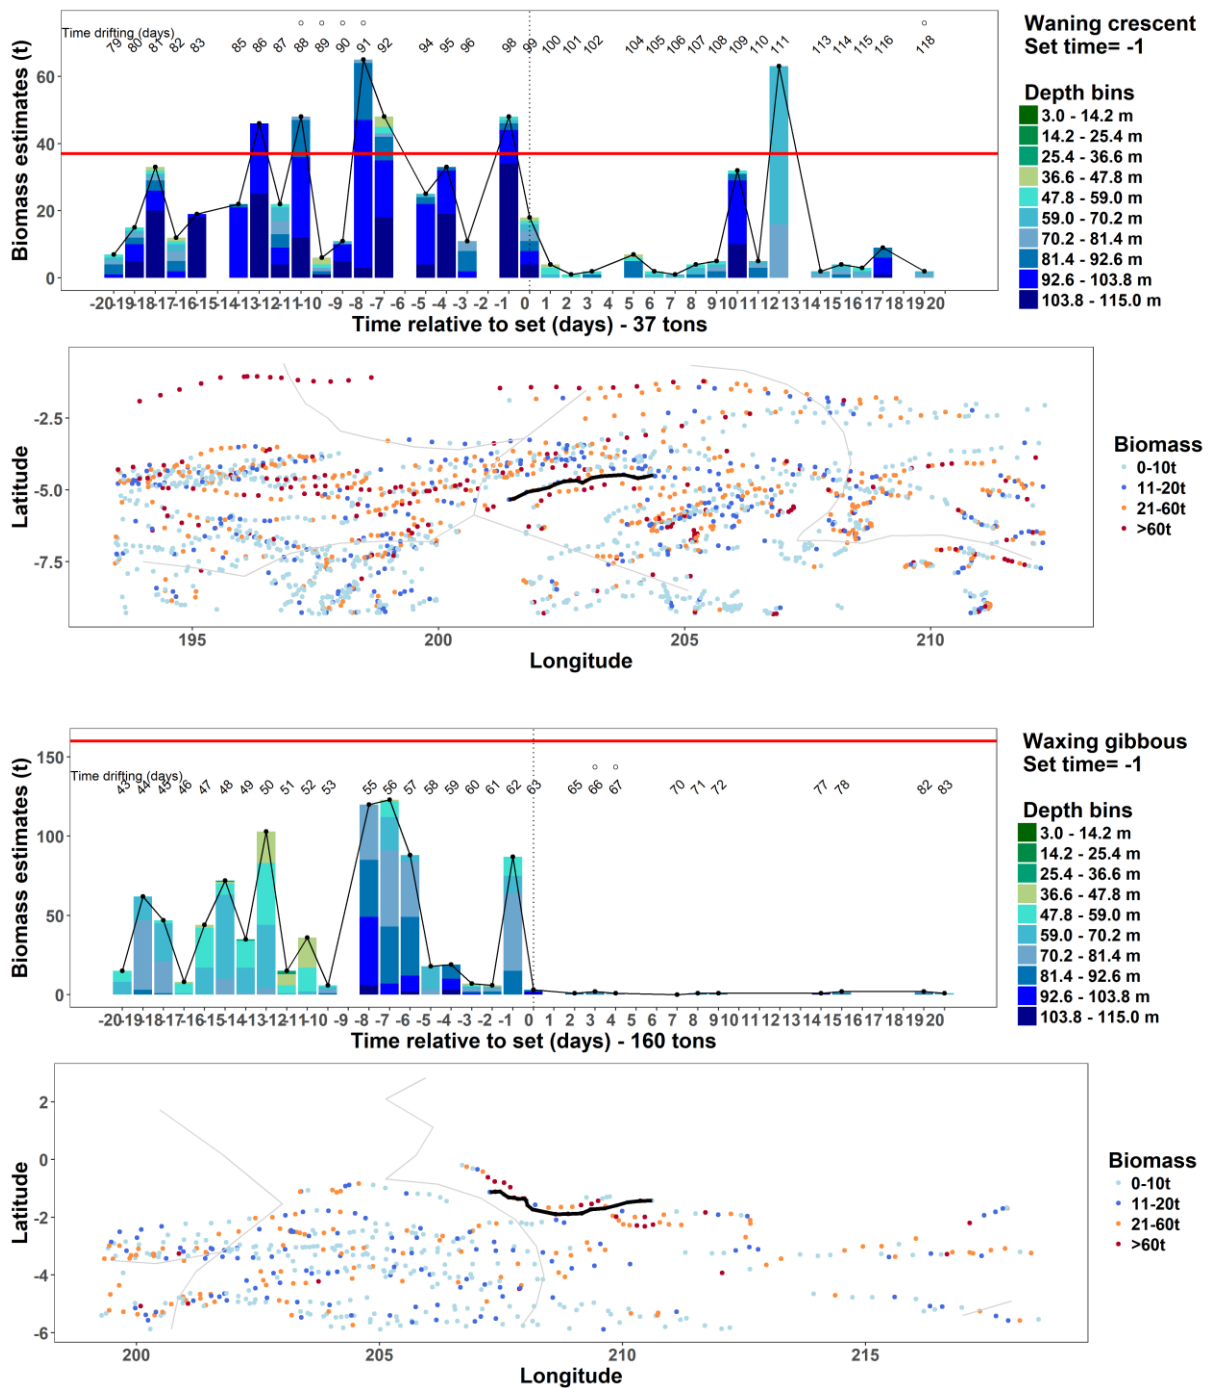 Time drifting (days)
79 80 81 82 83 85 86 87 88 89 90 91 92 94 95 96 98 99 100 101 102 104 105 106 107 108 109 110 111 113 114 115 116 118
Waning crescent
Set time= -1
Biomass estimates (t)
60
40
20
0
-20 -19 -18 -17 -16 -15 -14 -13 -12 -11 -10 -9 -8 -7 -6 -5 -4 -3 -2 -1 0 1 2 3 4 5 6 7 8 9 10 11 12 13 14 15 16 17 18 19 20
Time relative to set (days) - 37 tons
Depth bins
3.0 - 14.2 m
14.2 - 25.4 m
25.4 - 36.6 m
36.6 - 47.8 m
47.8 - 59.0 m
59.0 - 70.2 m
70.2 - 81.4 m
81.4 - 92.6 m
92.6 - 103.8 m
103.8 - 115.0 m
Latitude
-2.5
-5.0
-7.5
195 200 205 210
Longitude
Biomass
0-10t
11-20t
21-60t
>60t
Time drifting (days)
43 44 45 46 47 48 49 50 51 52 53 55 56 57 58 59 60 61 62 63 65 66 67 70 71 72 77 78 82 83
Waxing gibbous
Set time= -1
Biomass estimates (t)
150
100
50
0
-20 -19 -18 -17 -16 -15 -14 -13 -12 -11 -10 -9 -8 -7 -6 -5 -4 -3 -2 -1 0 1 2 3 4 5 6 7 8 9 10 11 12 13 14 15 16 17 18 19 20
Time relative to set (days) - 160 tons
Depth bins
3.0 - 14.2 m
14.2 - 25.4 m
25.4 - 36.6 m
36.6 - 47.8 m
47.8 - 59.0 m
59.0 - 70.2 m
70.2 - 81.4 m
81.4 - 92.6 m
92.6 - 103.8 m
103.8 - 115.0 m
Latitude
2
0
-2
-4
-6
200 205 210 215
Longitude
Biomass
0-10t
11-20t
21-60t
>60t